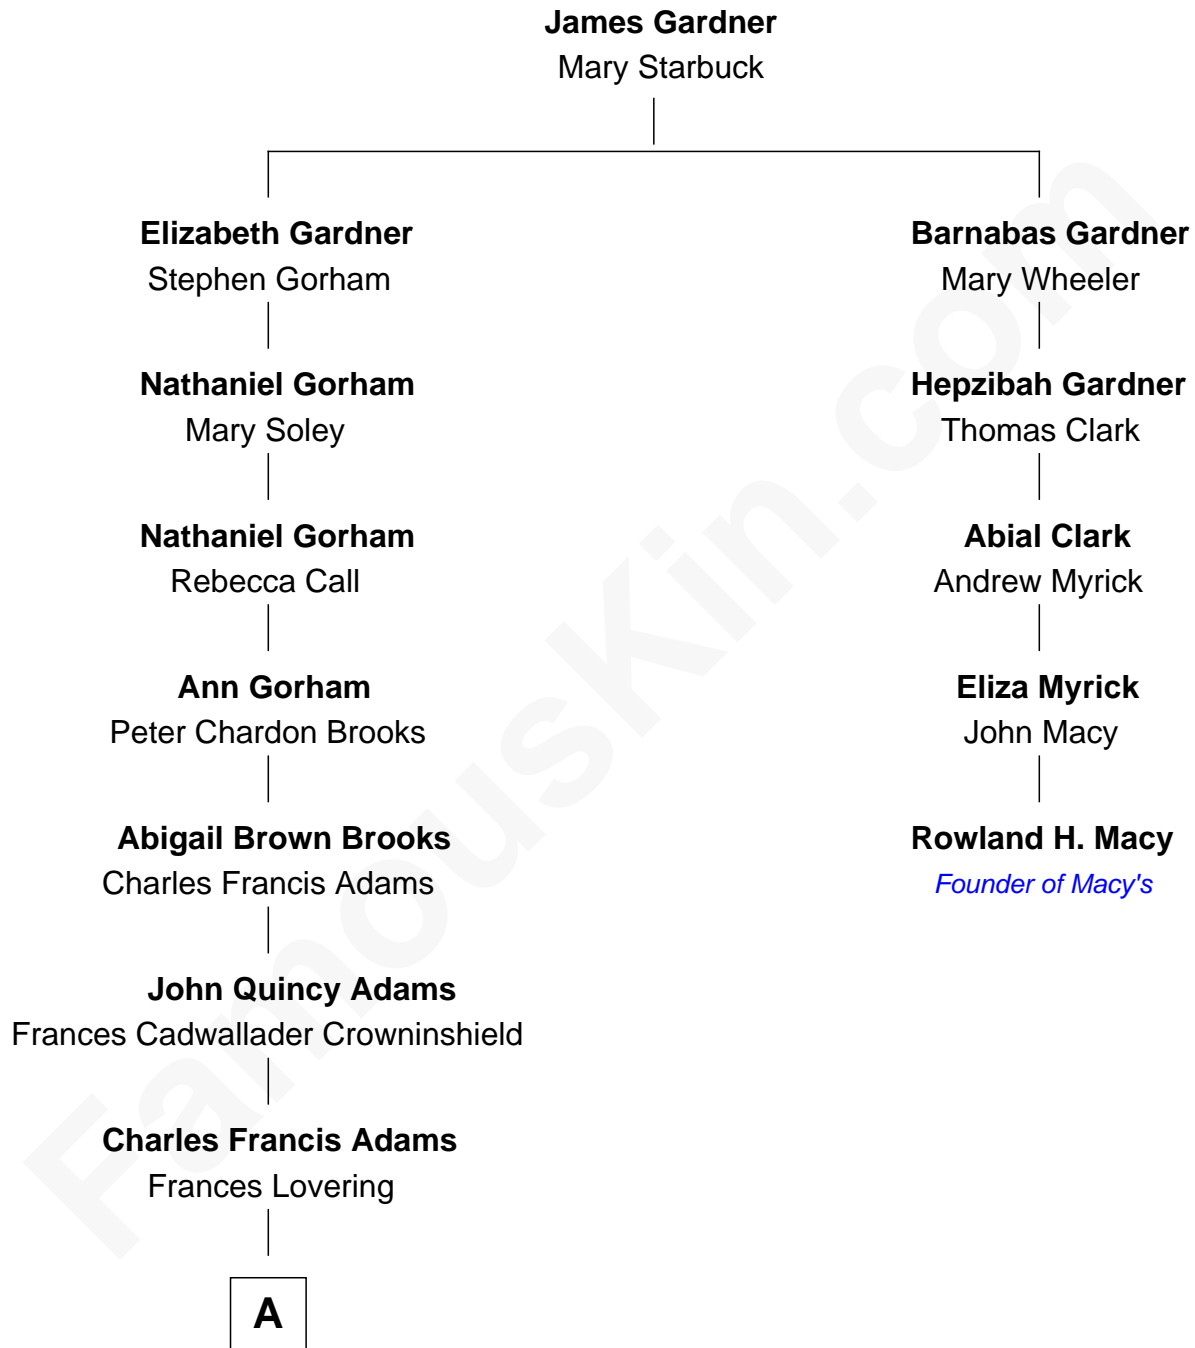 James Gardner
Mary Starbuck
Elizabeth Gardner
Stephen Gorham
Barnabas Gardner
Mary Wheeler
Nathaniel Gorham
Mary Soley
Hepzibah Gardner
Thomas Clark
Nathaniel Gorham
Rebecca Call
Abial Clark
Andrew Myrick
Ann Gorham
Peter Chardon Brooks
Eliza Myrick
John Macy
Abigail Brown Brooks
Charles Francis Adams
Rowland H. Macy
Founder of Macy's
John Quincy Adams
Frances Cadwallader Crowninshield
Charles Francis Adams
Frances Lovering
A
FamousKin.com